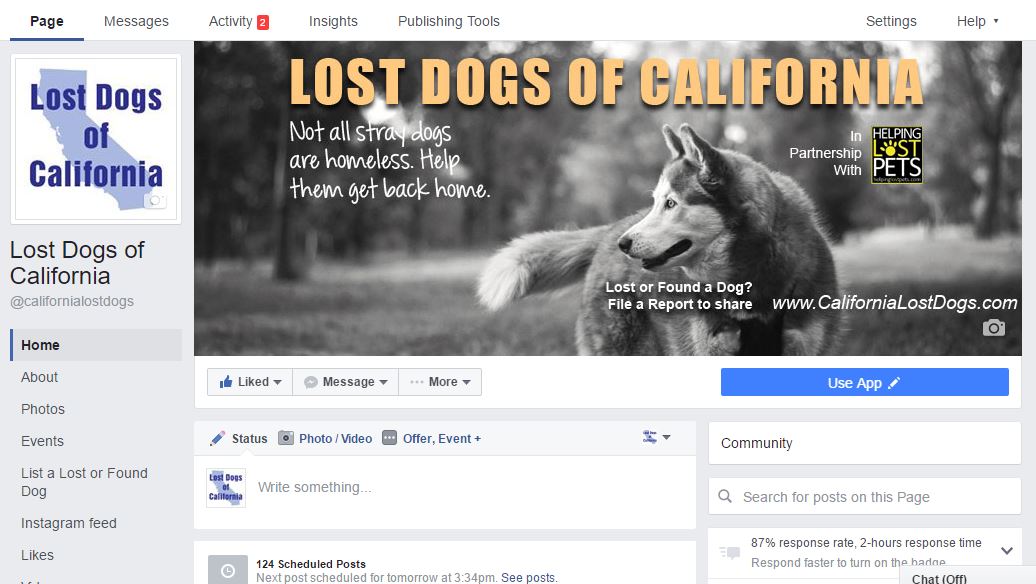 Page
Messages
Activity 2
Insights
Publishing Tools
Settings
Help
Lost Dogs
of
California
LOST DOGS OF CALIFORNIA
Not all stray dogs
are homeless. Help
them get back home.
In
Partnership
With
HELPING
LOST
PETS
helpinglostpets.com
Lost or Found a Dog?
File a Report to share
www.CaliforniaLostDogs.com
Lost Dogs of
California
@californialostdogs
Home
About
Photos
Events
List a Lost or Found
Dog
Instagram feed
Likes
Liked
Message
More
Use App
Status
Photo / Video
Offer, Event +
Lost Dogs
of
California
Write something...
124 Scheduled Posts
Next post scheduled for tomorrow at 3:34pm. See posts.
Community
Search for posts on this Page
87% response rate, 2-hours response time
Respond faster to turn on the badge
Chat (Off)